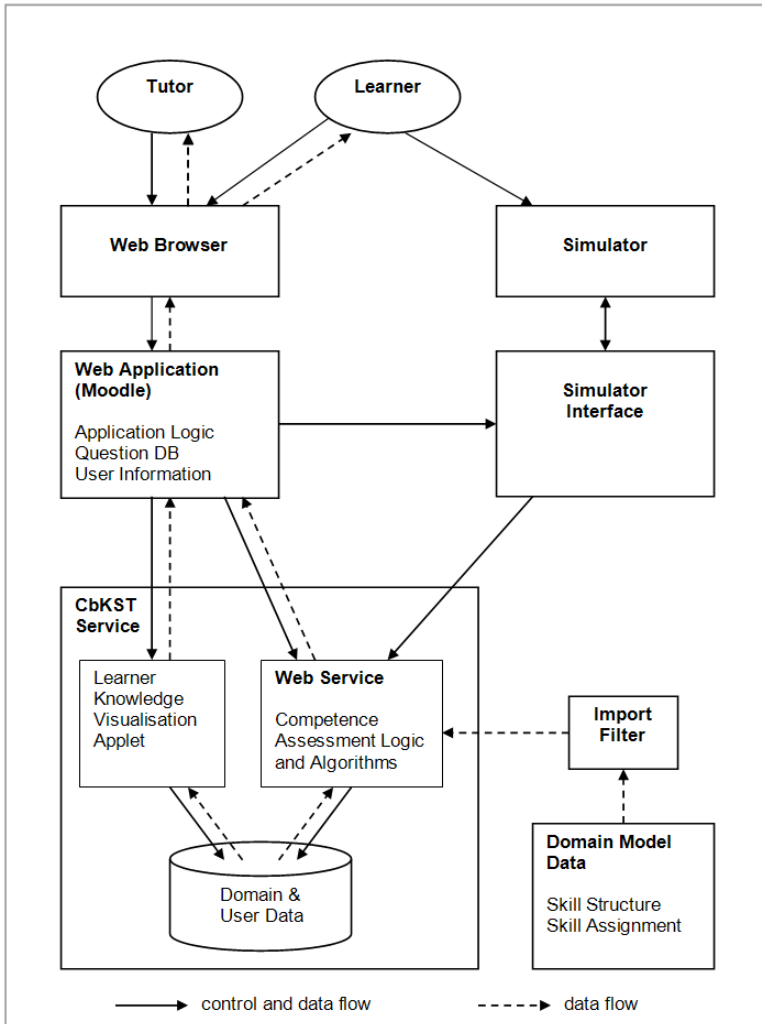 Tutor
Learner
Web Browser
Simulator
Web Application
(Moodle)
Application Logic
Question DB
User Information
Simulator
Interface
CbKST
Service
Learner
Knowledge
Visualisation
Applet
Web Service
Competence
Assessment Logic
and Algorithms
Import
Filter
Domain Model
Data
Skill Structure
Skill Assignment
Domain &
User Data
control and data flow
data flow